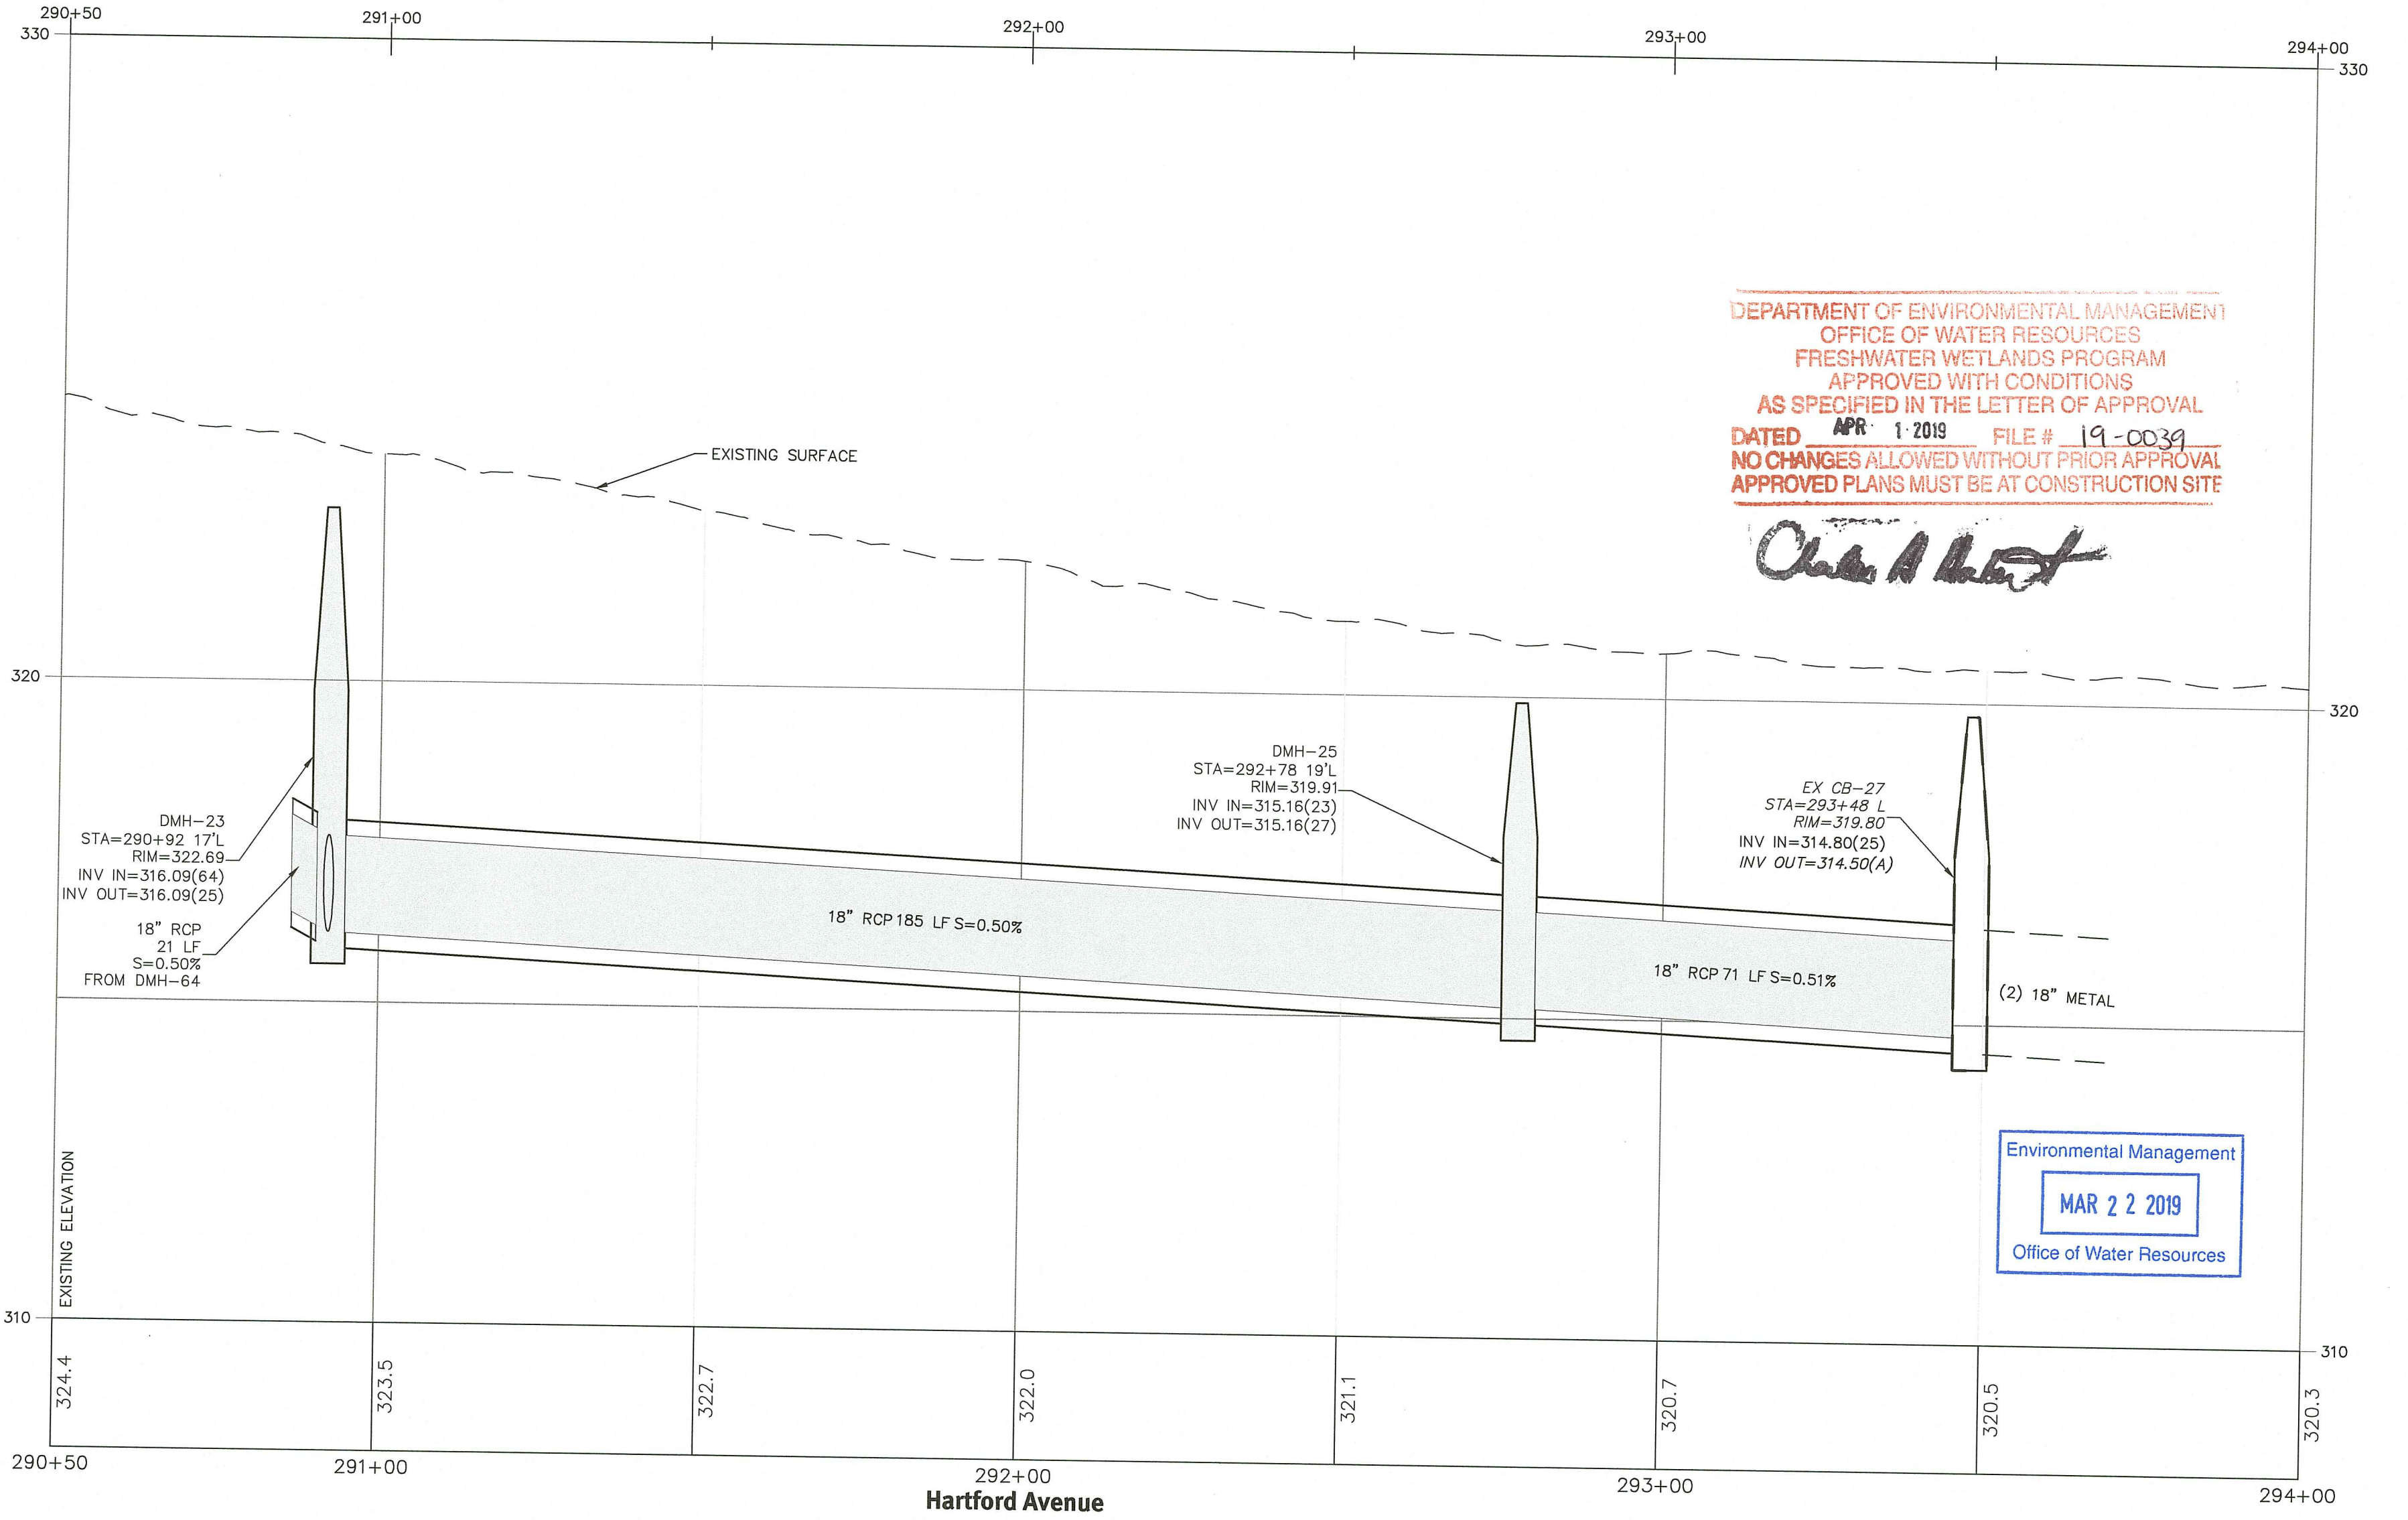 290+50
291+00
292+00
293+00
294+00
330
330
DEPARTMENT OF ENVIRONMENTAL MANAGEMENT
OFFICE OF WATER RESOURCES
FRESHWATER WETLANDS PROGRAM
APPROVED WITH CONDITIONS
AS SPECIFIED IN THE LETTER OF APPROVAL
DATED APR 1 2019 FILE # 19-0039
NO CHANGES ALLOWED WITHOUT PRIOR APPROVAL
APPROVED PLANS MUST BE AT CONSTRUCTION SITE
EXISTING SURFACE
320
320
DMH-23
STA=290+92 17'L
RIM=322.69
INV IN=316.09(64)
INV OUT=316.09(25)
18" RCP
21 LF
S=0.50%
FROM DMH-64
18" RCP 185 LF S=0.50%
DMH-25
STA=292+78 19'L
RIM=319.91
INV IN=315.16(23)
INV OUT=315.16(27)
18" RCP 71 LF S=0.51%
EX CB-27
STA=293+48 L
RIM=319.80
INV IN=314.80(25)
INV OUT=314.50(A)
(2) 18" METAL
Environmental Management
MAR 22 2019
Office of Water Resources
EXISTING ELEVATION
310
310
324.4
323.5
322.7
322.0
321.1
320.7
320.5
320.3
290+50
291+00
292+00
293+00
294+00
Hartford Avenue